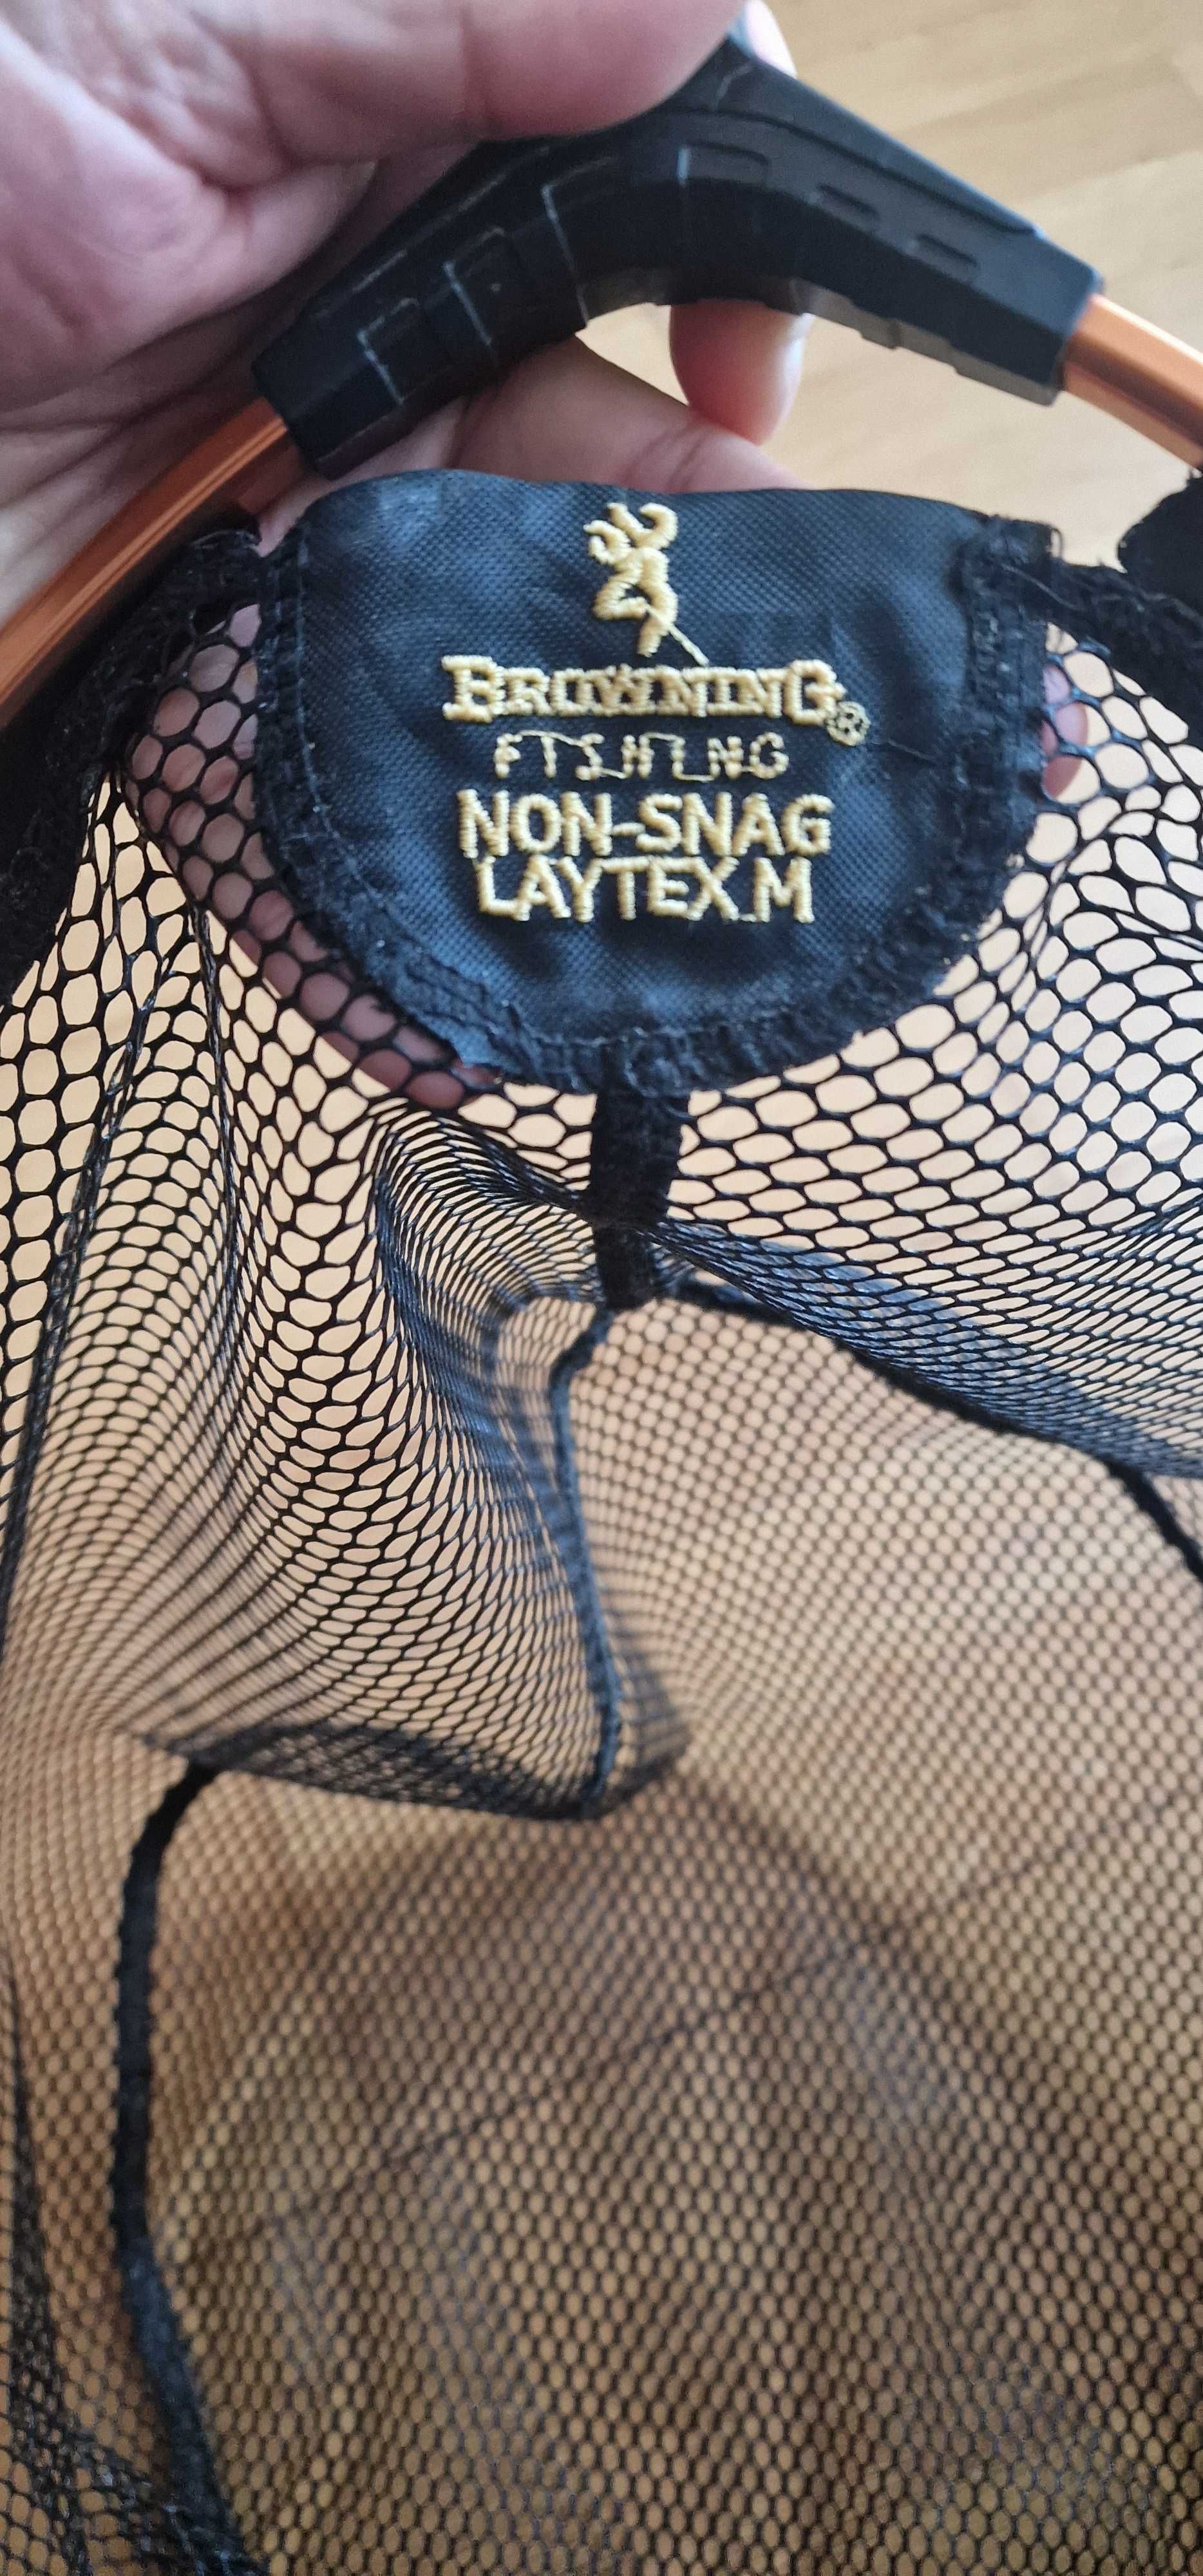 BROWNING®
FISHING
NON-SNAG
LAYTEX M